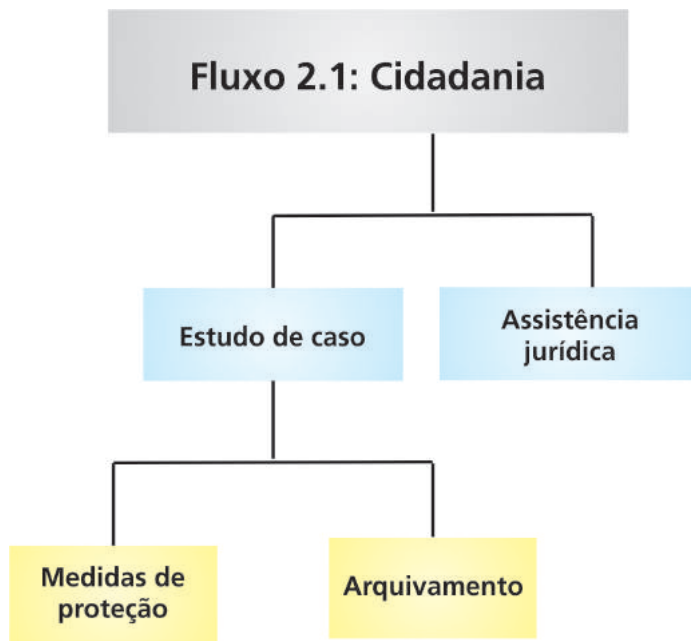 Fluxo 2.1: Cidadania
Estudo de caso
Assistência
jurídica
Medidas de
proteção
Arquivamento